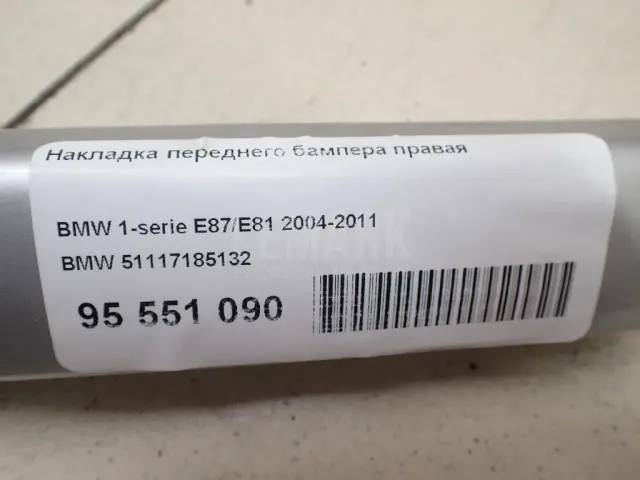 Накладка переднего бампера правая
BMW 1-serie E87/E81 2004-2011
BMW 51117185132
95 551 090